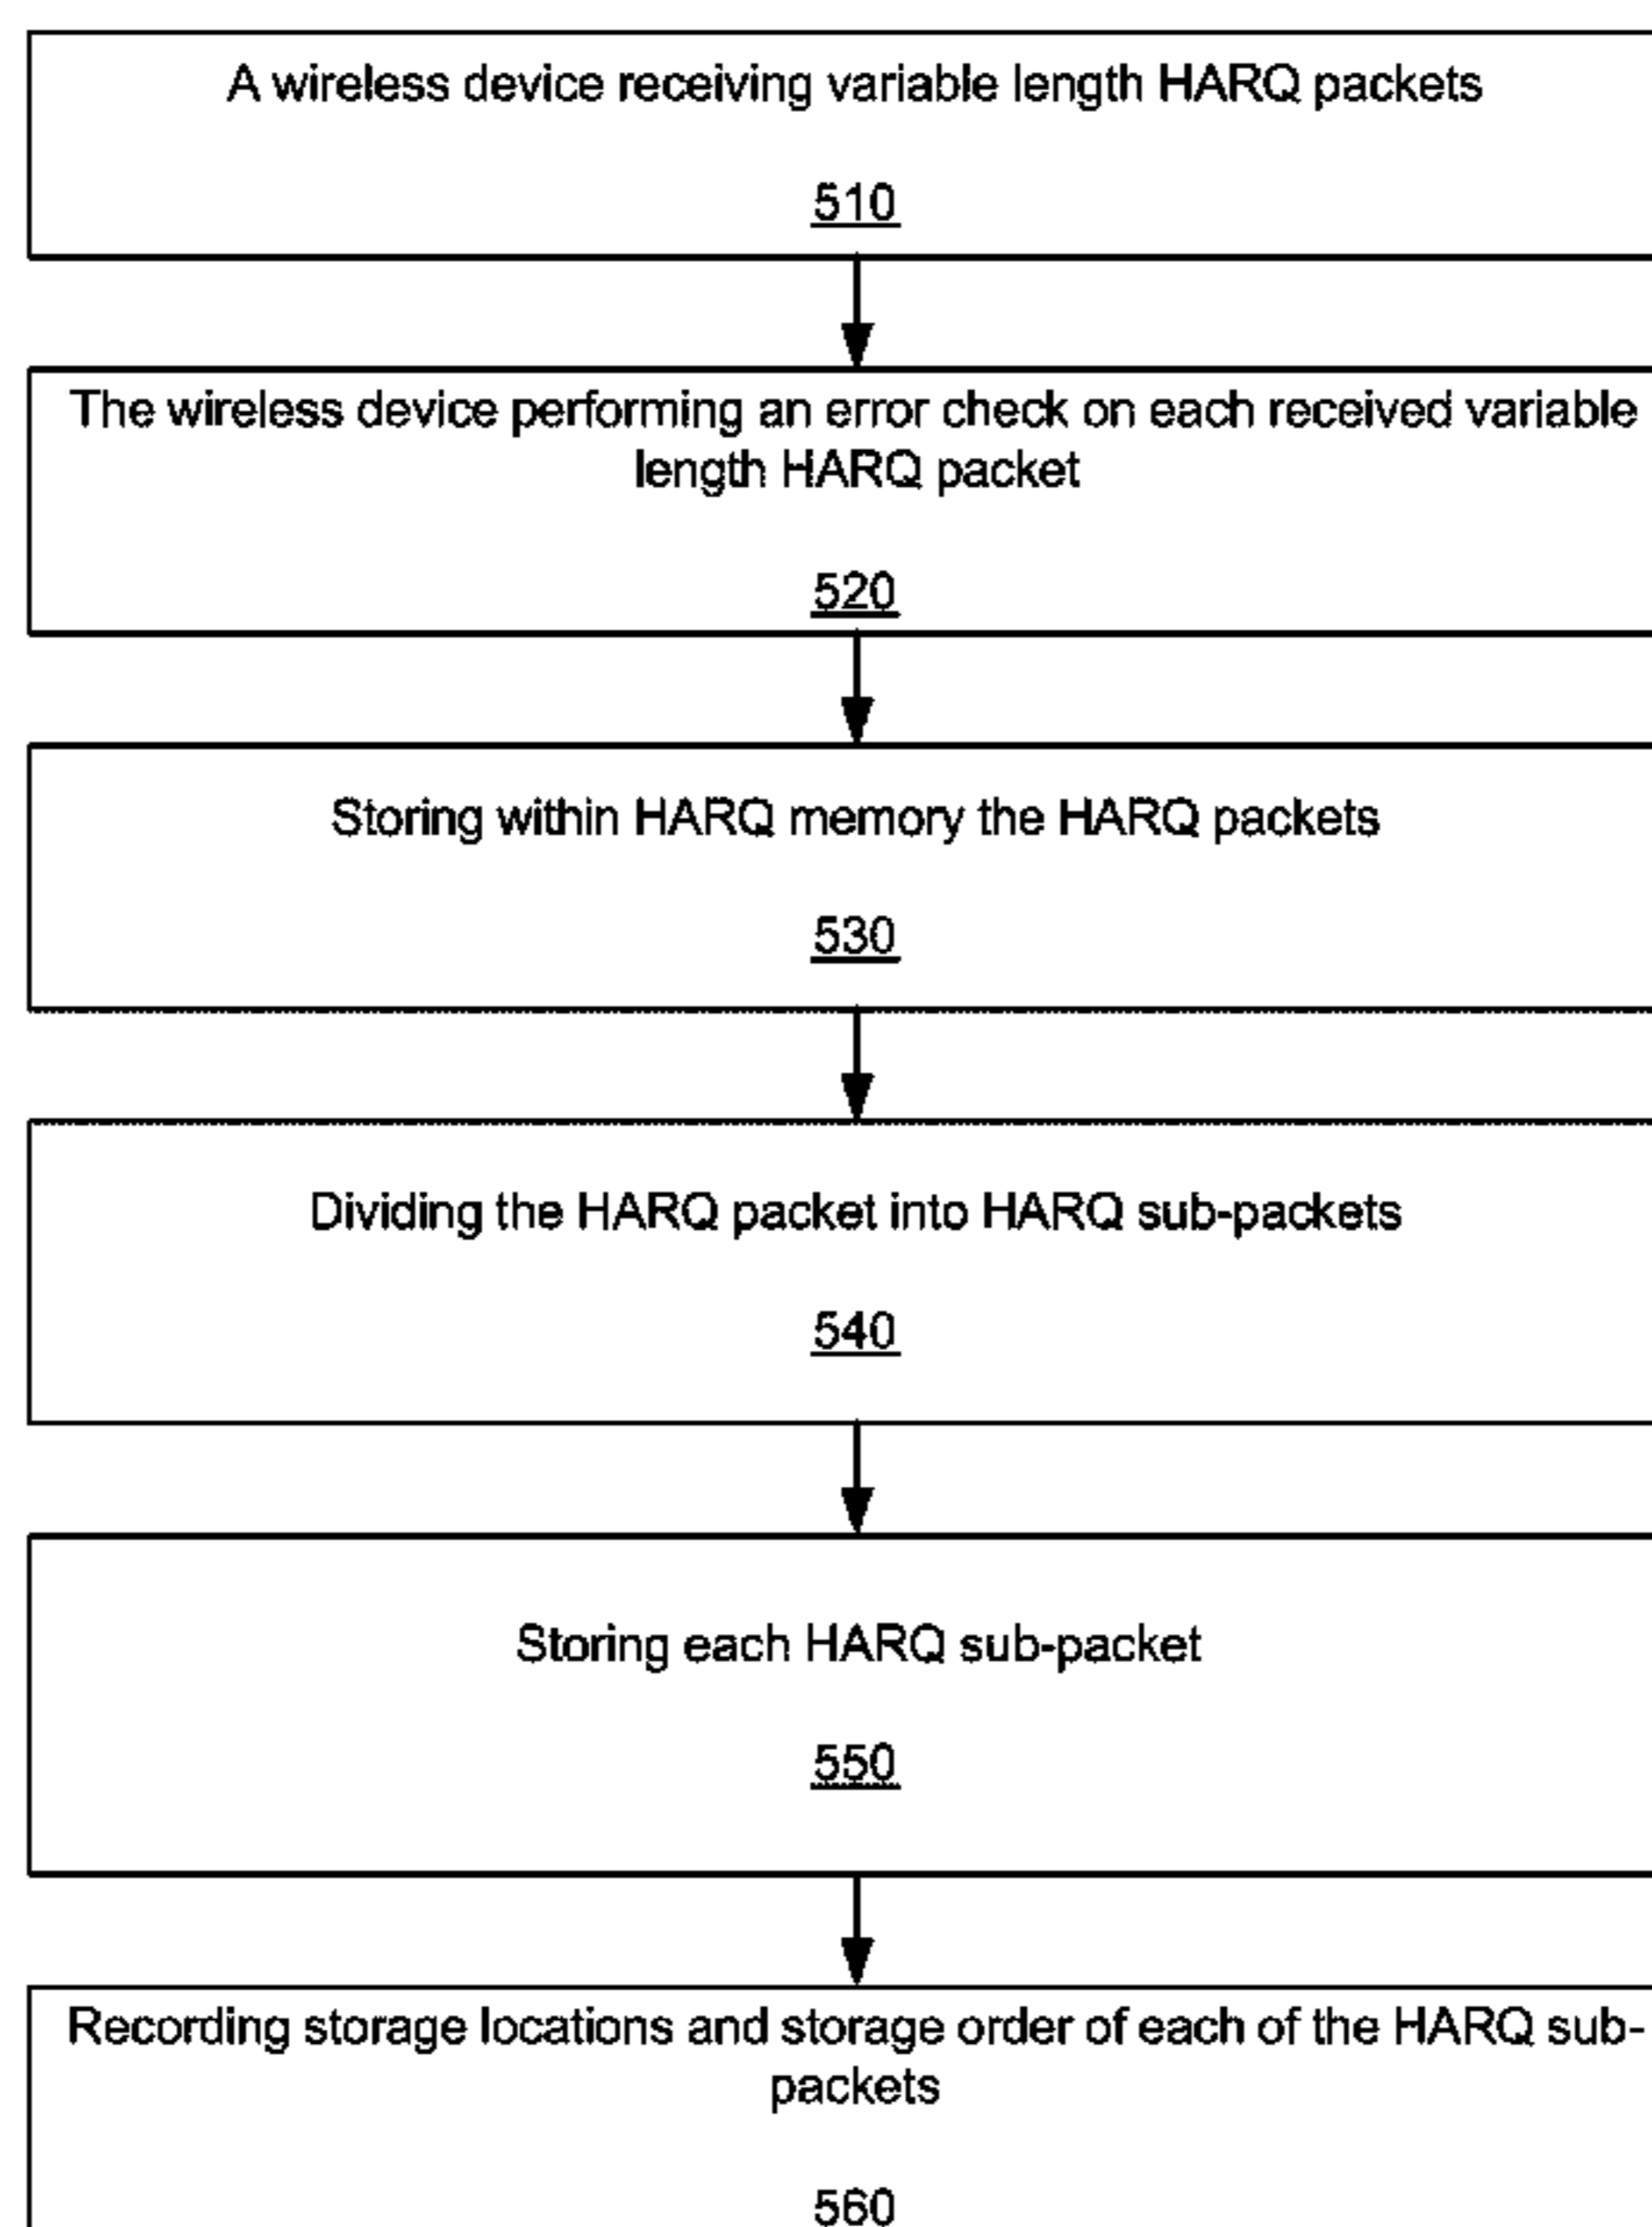 A wireless device receiving variable length HARQ packets
510
The wireless device performing an error check on each received variable
length HARQ packet
520
Storing within HARQ memory the HARQ packets
530
Dividing the HARQ packet into HARQ sub-packets
540
Storing each HARQ sub-packet
550
Recording storage locations and storage order of each of the HARQ sub-
packets
560